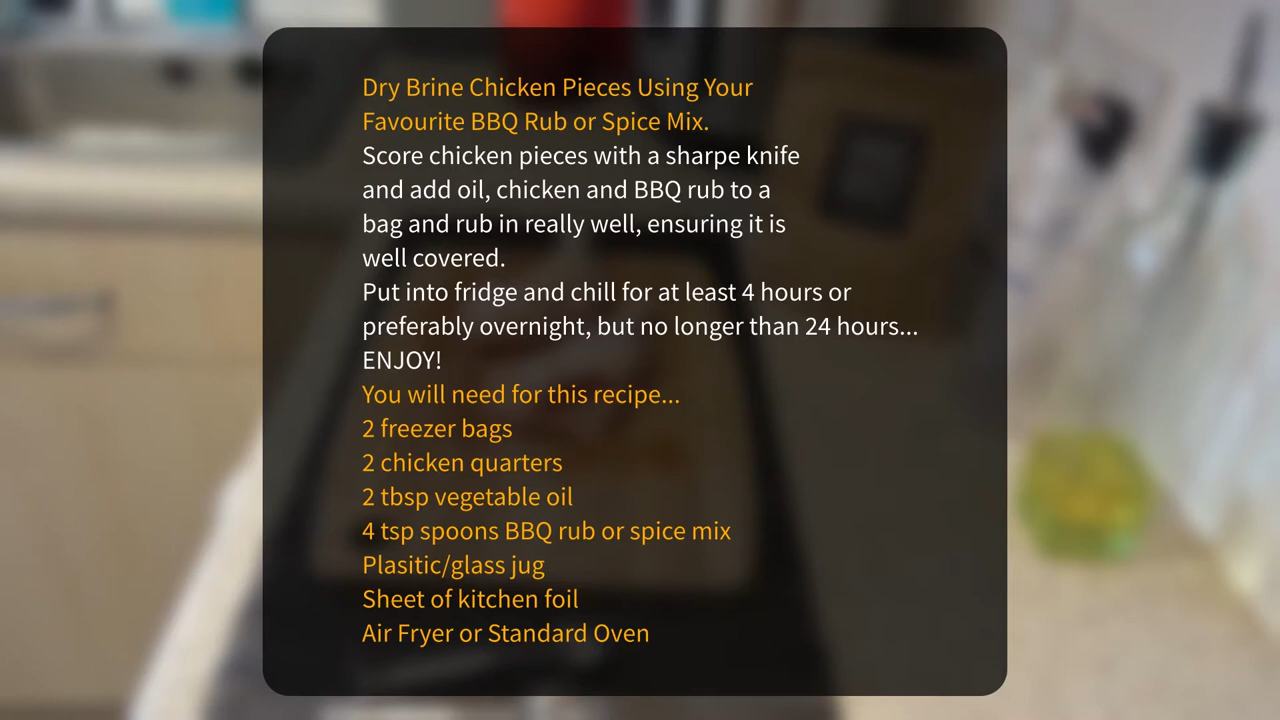 Dry Brine Chicken Pieces Using Your
Favourite BBQ Rub or Spice Mix.
Score chicken pieces with a sharpe knife
and add oil, chicken and BBQ rub to a
bag and rub in really well, ensuring it is
well covered.
Put into fridge and chill for at least 4 hours or
preferably overnight, but no longer than 24 hours...
ENJOY!
You will need for this recipe...
2 freezer bags
2 chicken quarters
2 tbsp vegetable oil
4 tsp spoons BBQ rub or spice mix
Plasitic/glass jug
Sheet of kitchen foil
Air Fryer or Standard Oven